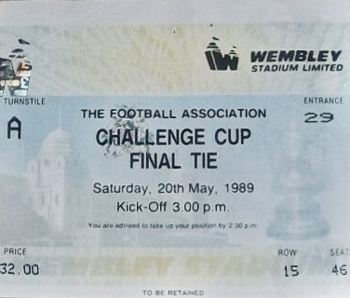 WEMBLEY
STADIUM LIMITED
TURNSTILE
ENTRANCE
A
29
THE FOOTBALL ASSOCIATION
CHALLENGE CUP
FINAL TIE
Saturday, 20th May, 1989
Kick-Off 3.00 p.m.
You are advised to take up your position by 2.30 p.m.
PRICE
ROW
SEAT
32.00
WEMBLEY STADIUM
15
46
TO BE RETAINED